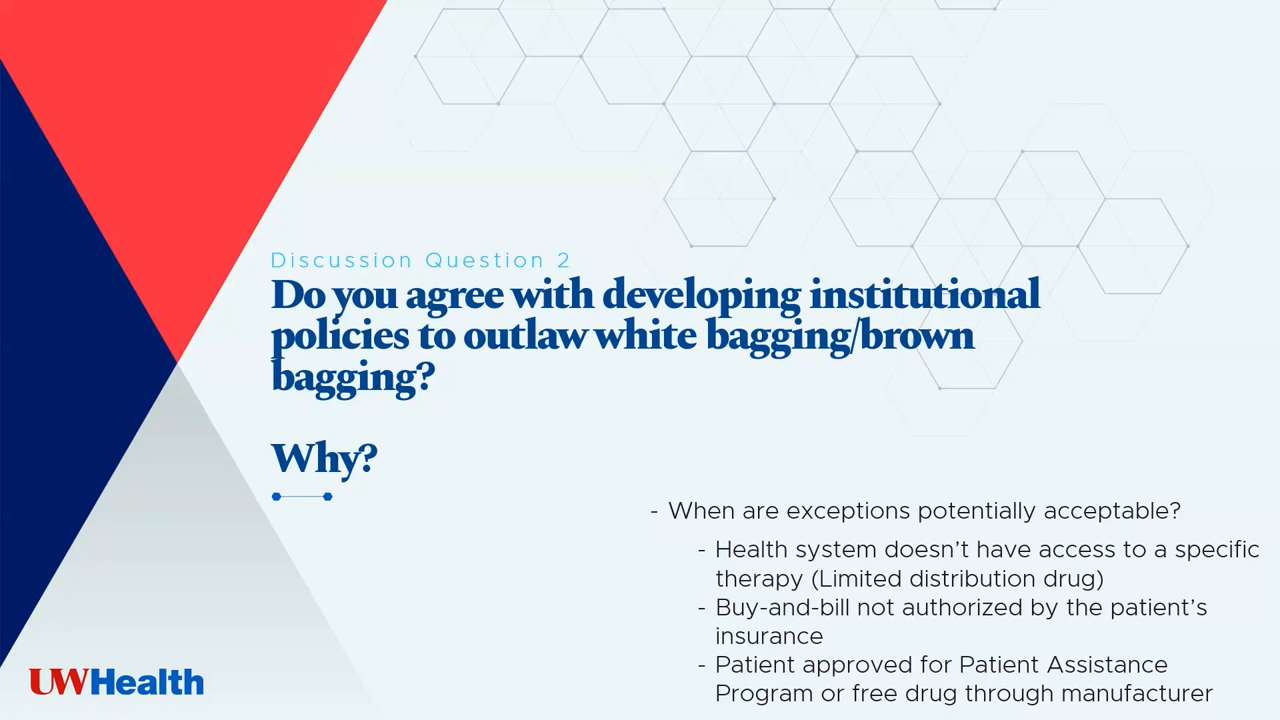 Discussion Question 2
Do you agree with developing institutional
policies to outlaw white bagging/brown
bagging?
Why?
- When are exceptions potentially acceptable?
- Health system doesn’t have access to a specific
therapy (Limited distribution drug)
- Buy-and-bill not authorized by the patient’s
insurance
- Patient approved for Patient Assistance
Program or free drug through manufacturer
UWHealth